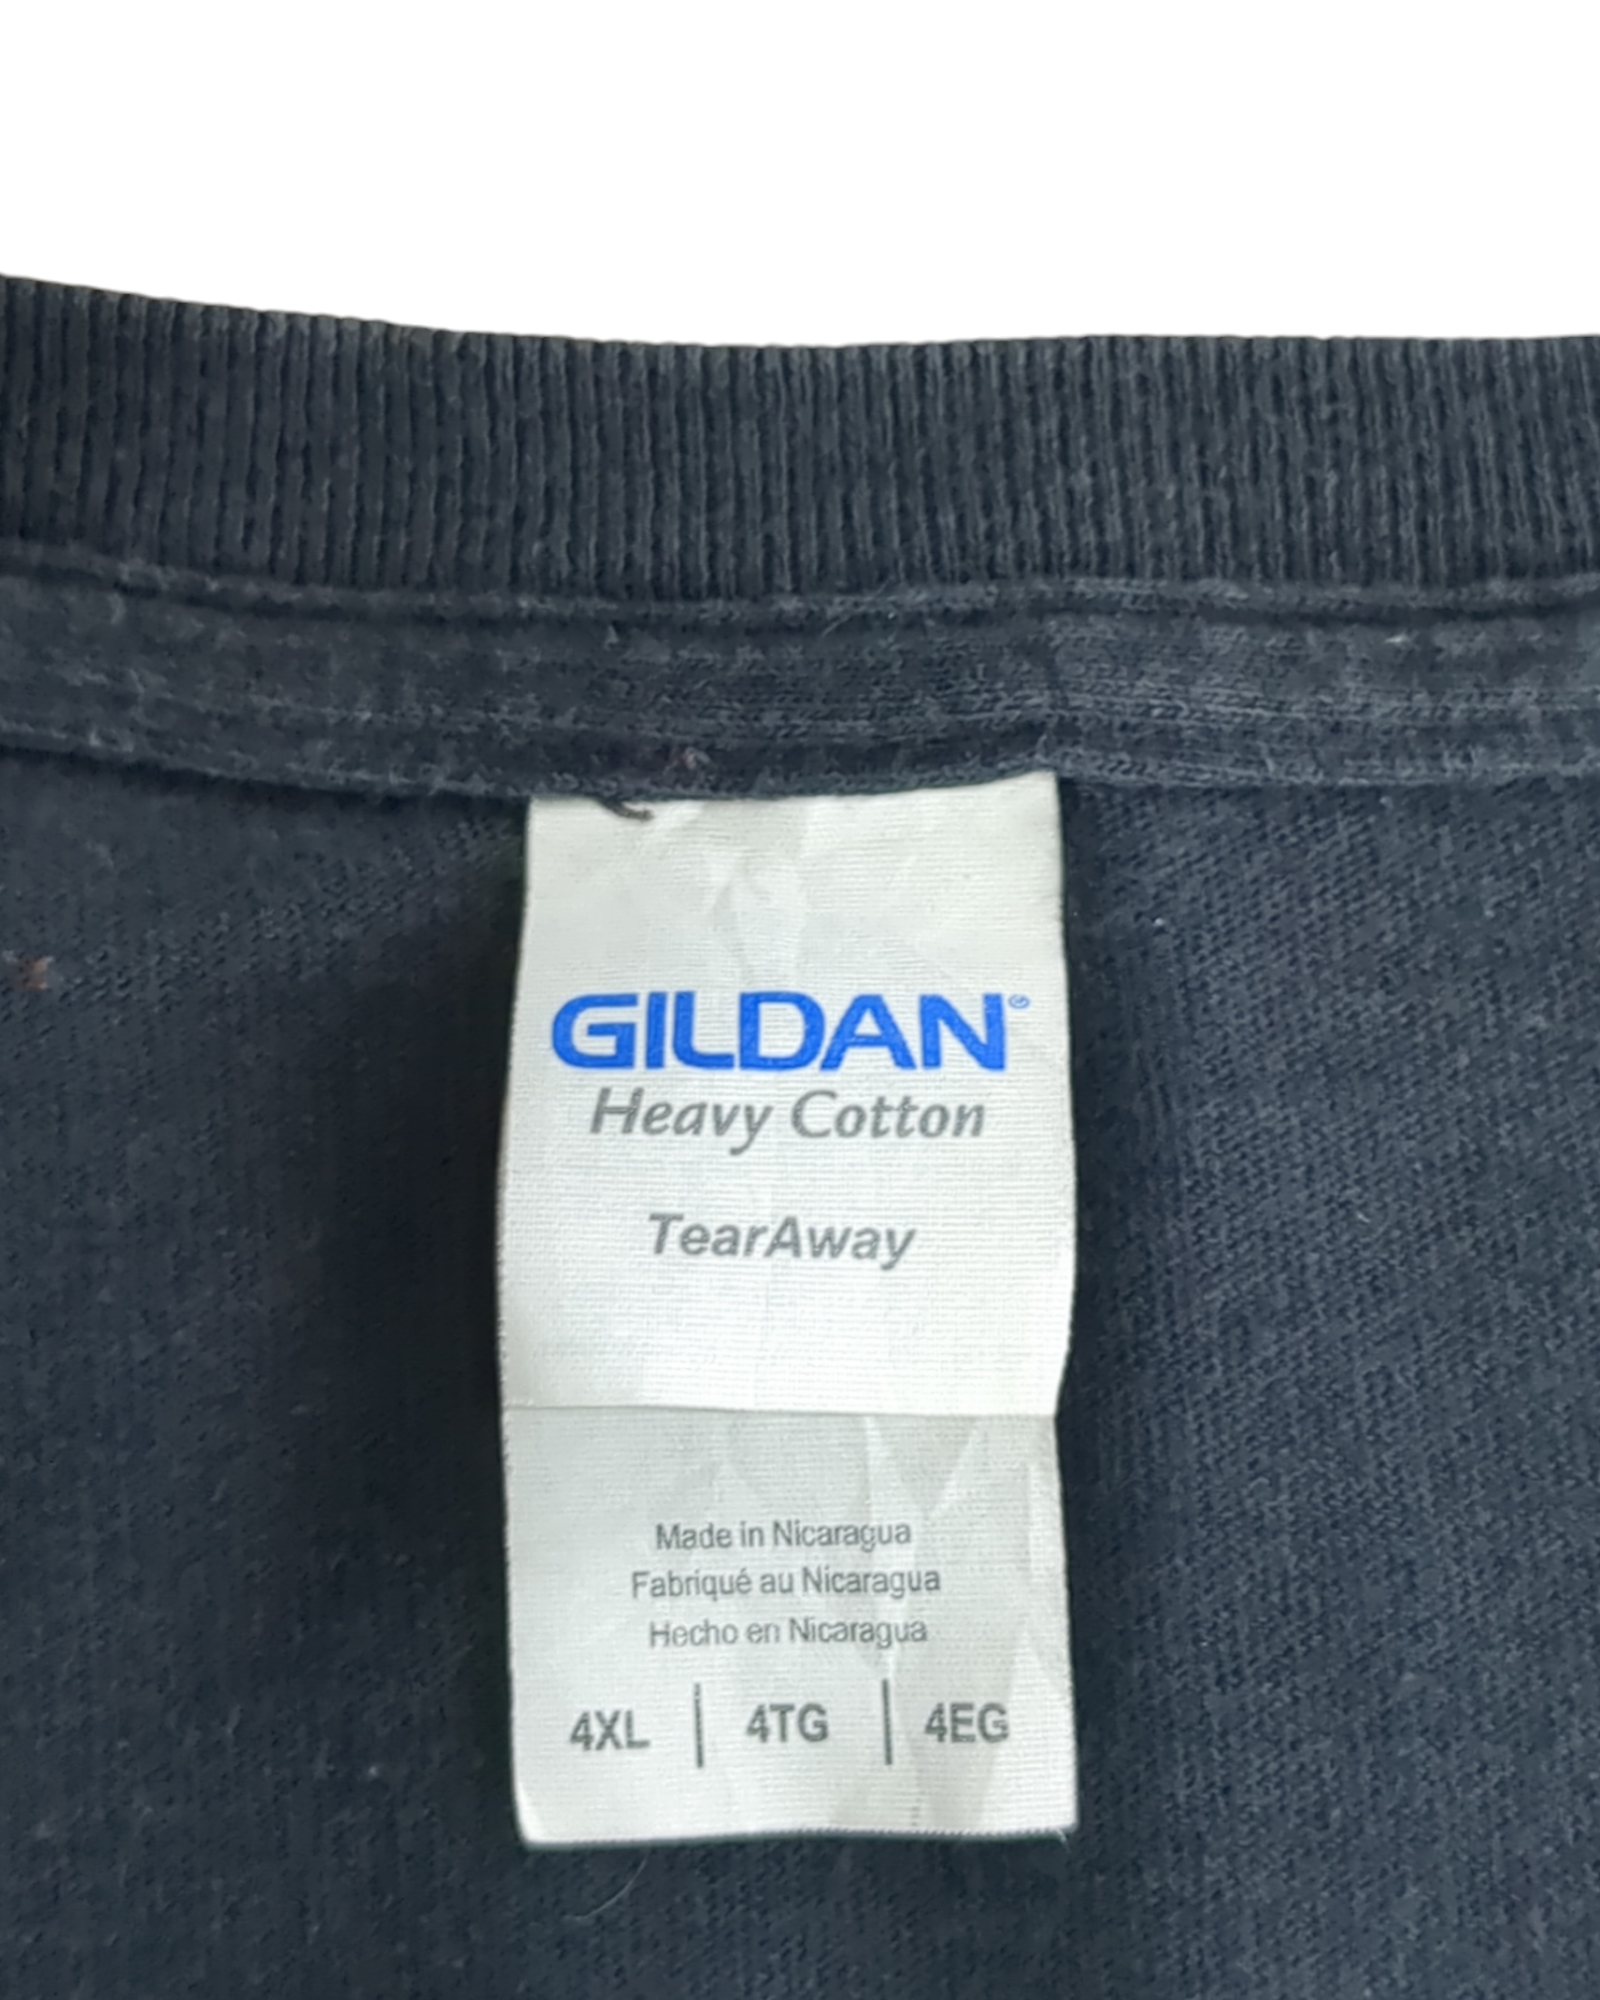 GILDAN®
Heavy Cotton
TearAway
Made in Nicaragua
Fabriqué au Nicaragua
Hecho en Nicaragua
4XL | 4TG | 4EG